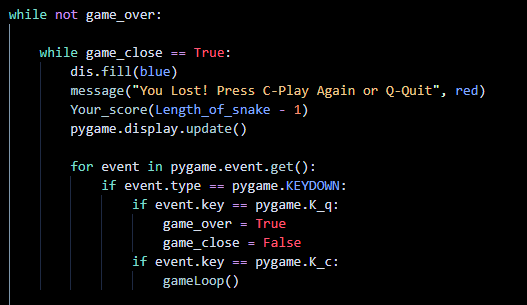 while not game_over:
while game_close == True:
dis.fill(blue)
message("You Lost! Press C-Play Again or Q-Quit", red)
Your_score(Length_of_snake - 1)
pygame.display.update()
for event in pygame.event.get():
if event.type == pygame.KEYDOWN:
if event.key == pygame.K_q:
game_over = True
game_close = False
if event.key == pygame.K_c:
gameLoop()